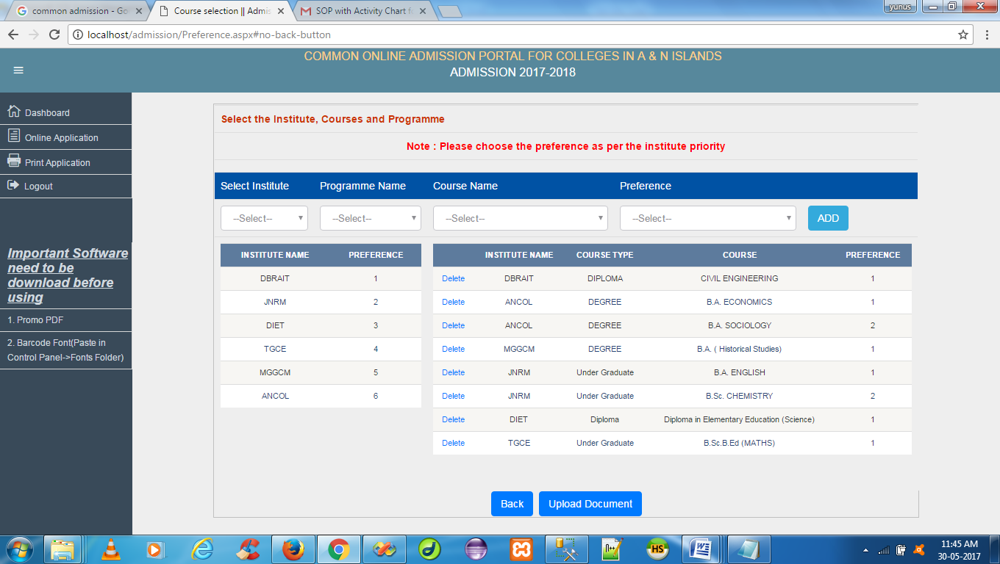 common admission - Go
Course selection || Admis
SOP with Activity Chart f
yunus
localhost/admission/Preference.aspx#no-back-button
COMMON ONLINE ADMISSION PORTAL FOR COLLEGES IN A & N ISLANDS
ADMISSION 2017-2018
Dashboard
Online Application
Print Application
Logout
Important Software
need to be
download before
using
1. Promo PDF
2. Barcode Font(Paste in
Control Panel->Fonts Folder)
Select the Institute, Courses and Programme
Note : Please choose the preference as per the institute priority
Select Institute Programme Name Course Name Preference
--Select-- --Select-- --Select-- --Select-- ADD
INSTITUTE NAME PREFERENCE
DBRAIT 1
JNRM 2
DIET 3
TGCE 4
MGGCM 5
ANCOL 6
INSTITUTE NAME COURSE TYPE COURSE PREFERENCE
Delete DBRAIT DIPLOMA CIVIL ENGINEERING 1
Delete ANCOL DEGREE B.A. ECONOMICS 1
Delete ANCOL DEGREE B.A. SOCIOLOGY 2
Delete MGGCM DEGREE B.A. ( Historical Studies) 1
Delete JNRM Under Graduate B.A. ENGLISH 1
Delete JNRM Under Graduate B.Sc. CHEMISTRY 2
Delete DIET Diploma Diploma in Elementary Education (Science) 1
Delete TGCE Under Graduate B.Sc.B.Ed (MATHS) 1
Back Upload Document
HS
11:45 AM
30-05-2017